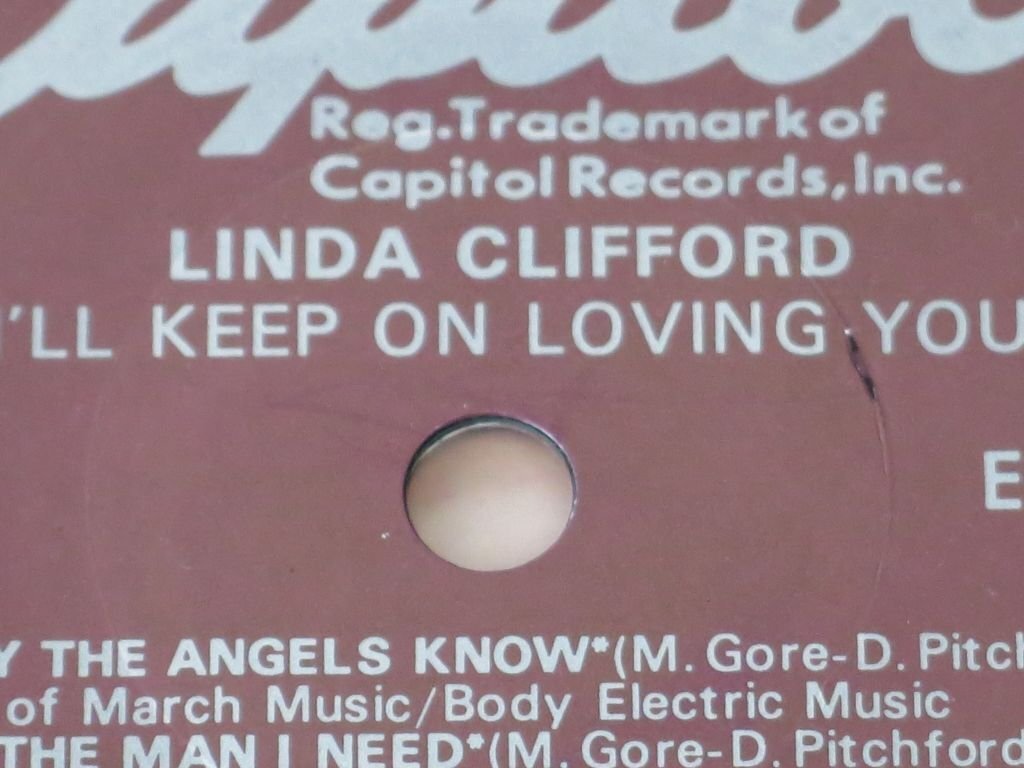 Reg. Trademark of
Capitol Records, Inc.
LINDA CLIFFORD
I'LL KEEP ON LOVING YOU
E
Y THE ANGELS KNOW* (M. Gore-D. Pitch
of March Music/Body Electric Music
THE MAN I NEED* (M. Gore-D. Pitchford